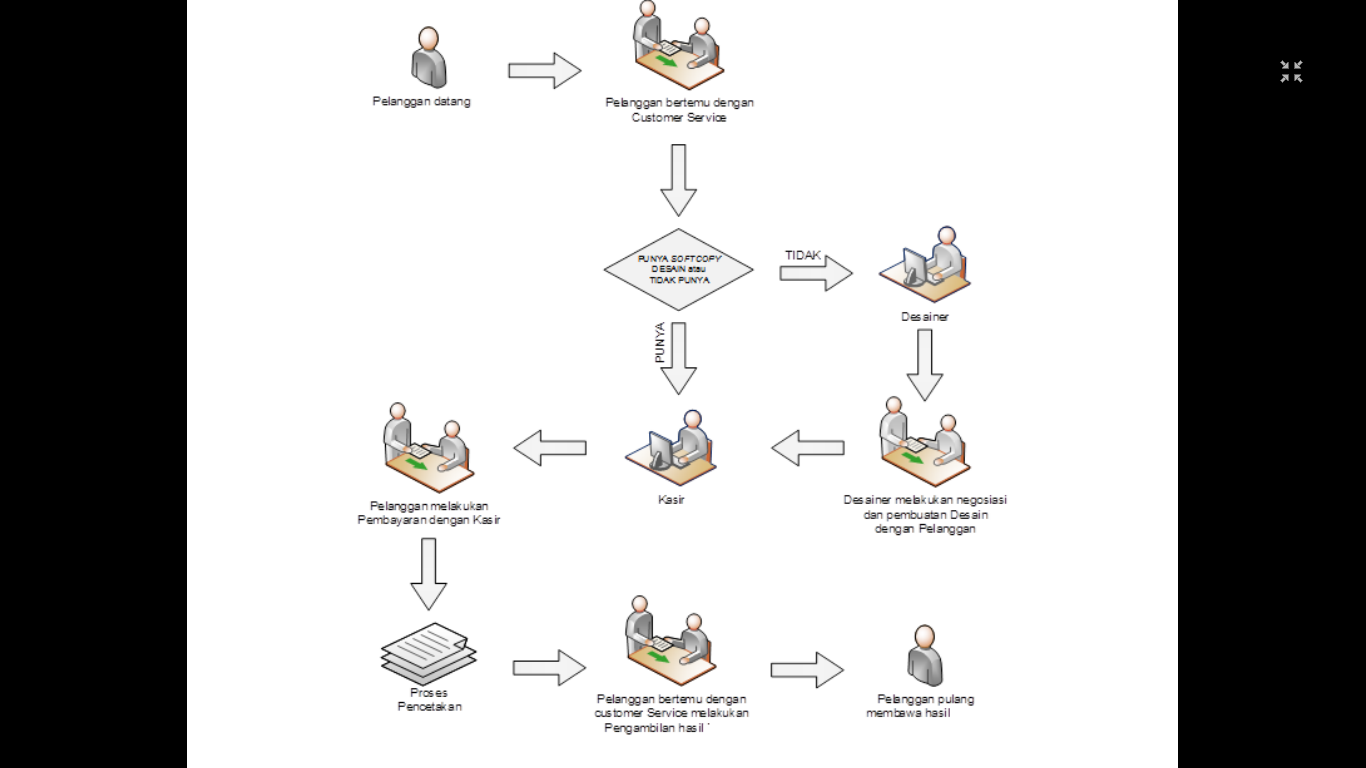 Pelanggan datang
Pelanggan bertemu dengan
Customer Service
PUNYA SOFTCOPY
DESAIN atau
TIDAK PUNYA
TIDAK
Desainer
PUNYA
Pelanggan melakukan
Pembayaran dengan Kasir
Kasir
Desainer melakukan negosiasi
dan pembuatan Desain
dengan Pelanggan
Proses
Pencetakan
Pelanggan bertemu dengan
customer Service melakukan
Pengambilan hasil
Pelanggan pulang
membawa hasil